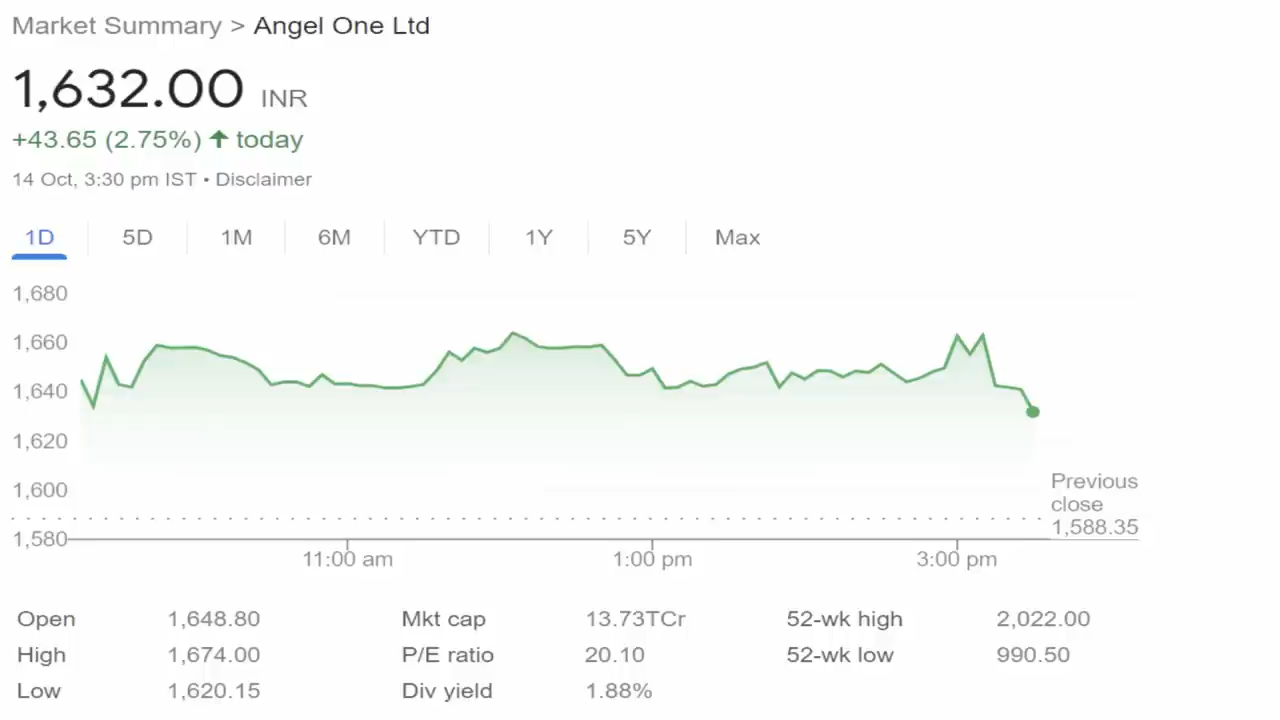 Market Summary > Angel One Ltd
1,632.00 INR
+43.65 (2.75%) ↑ today
14 Oct, 3:30 pm IST • Disclaimer
1D 5D 1M 6M YTD 1Y 5Y Max
1,680
1,660
1,640
1,620
1,600
1,580
Previous
close
1,588.35
11:00 am 1:00 pm 3:00 pm
Open 1,648.80 Mkt cap 13.73TCr 52-wk high 2,022.00
High 1,674.00 P/E ratio 20.10 52-wk low 990.50
Low 1,620.15 Div yield 1.88%